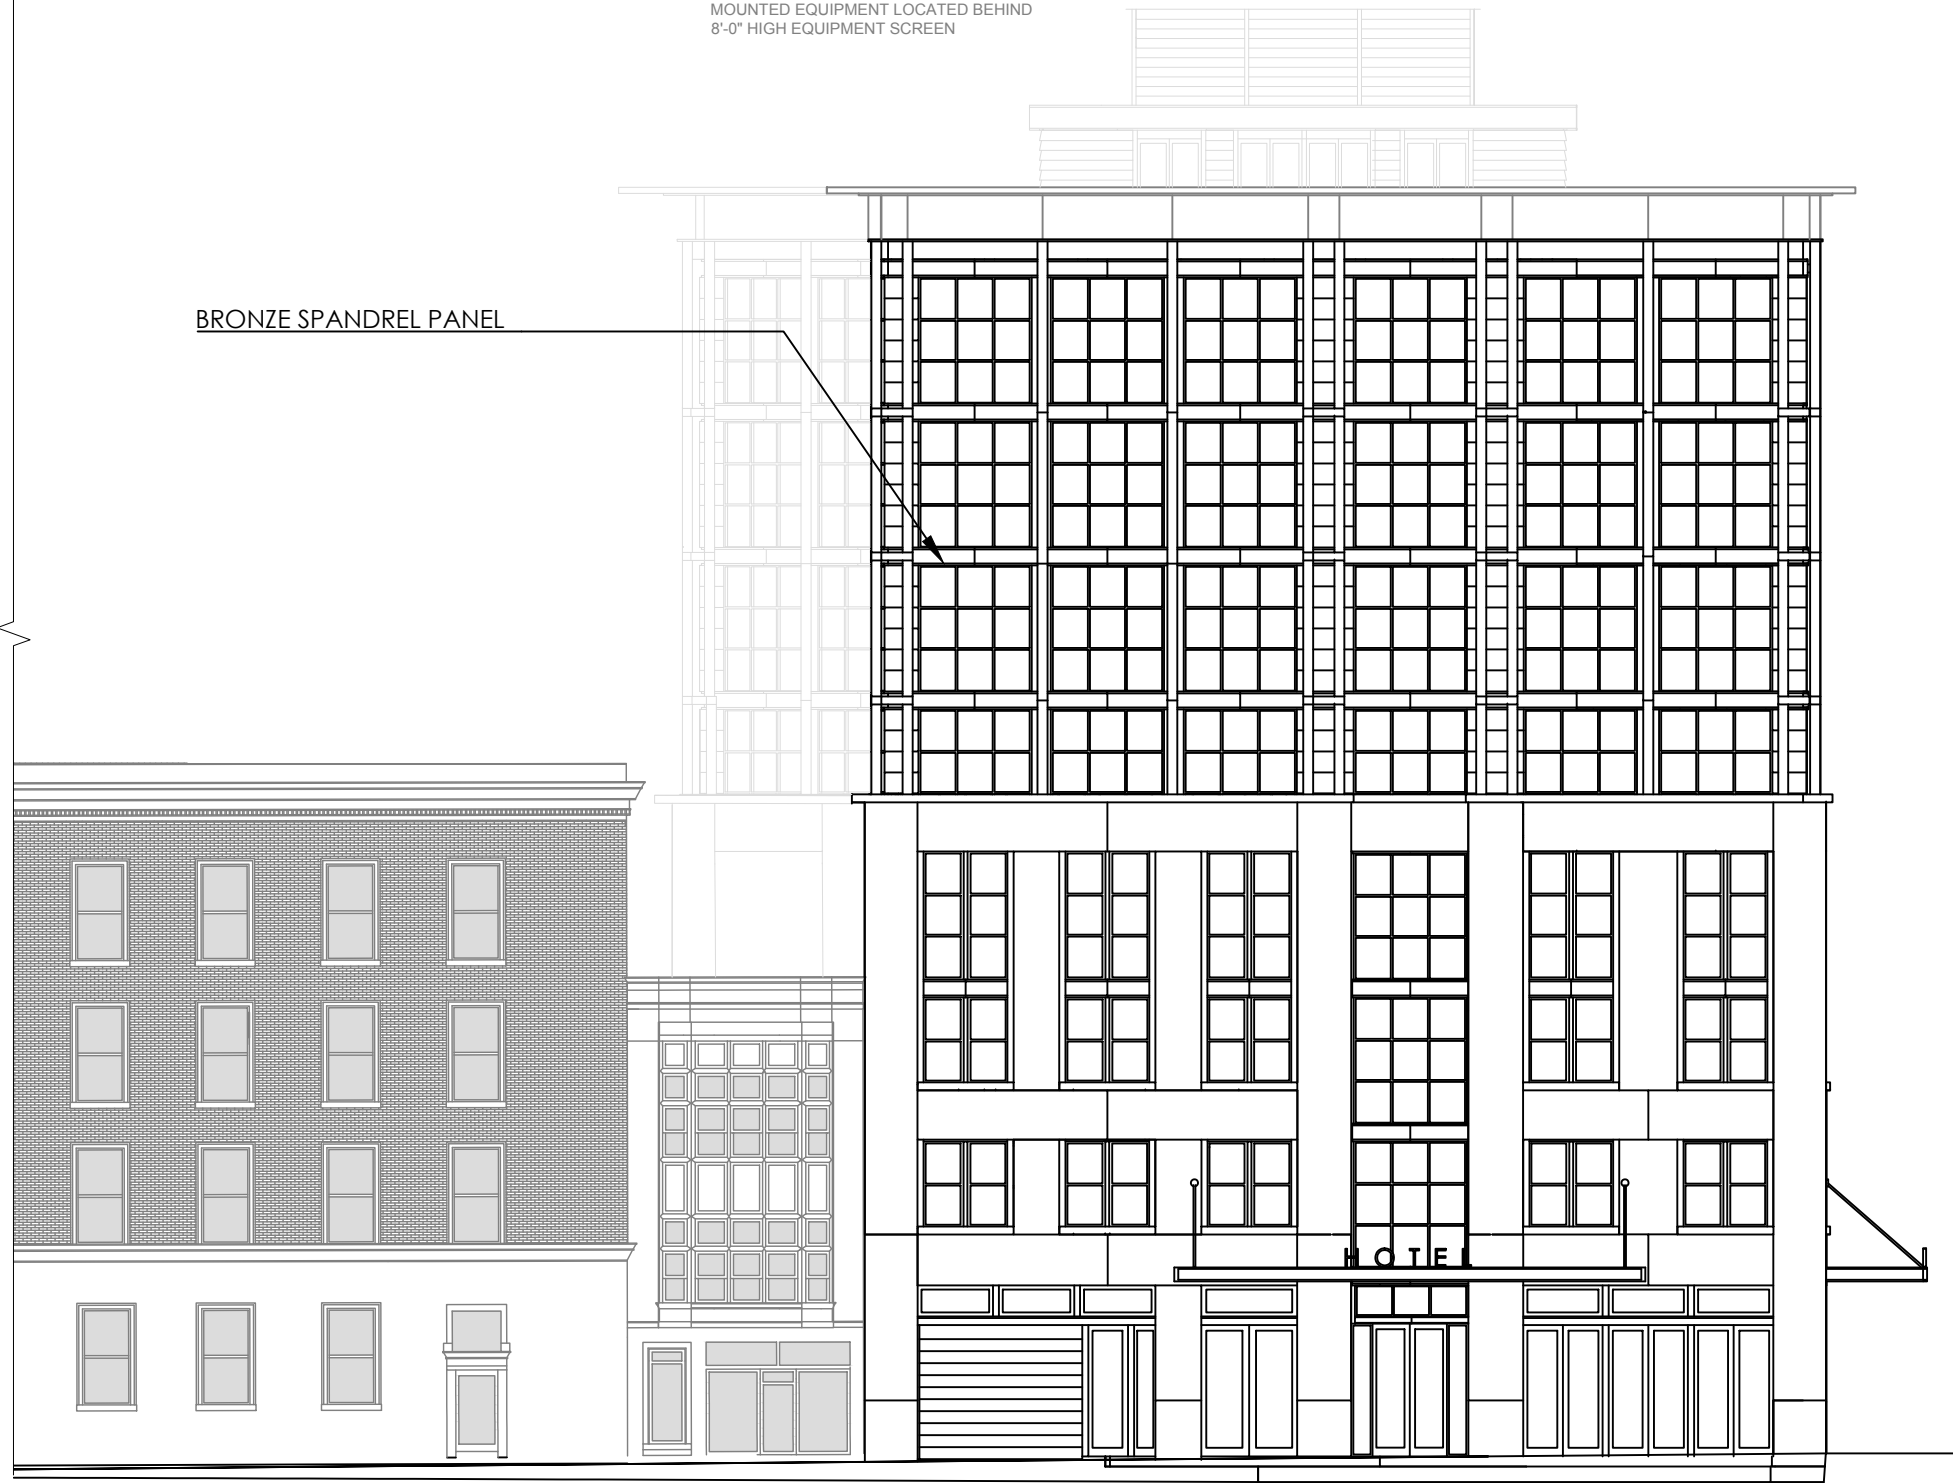 MOUNTED EQUIPMENT LOCATED BEHIND
8'-0" HIGH EQUIPMENT SCREEN
BRONZE SPANDREL PANEL
HOTEL